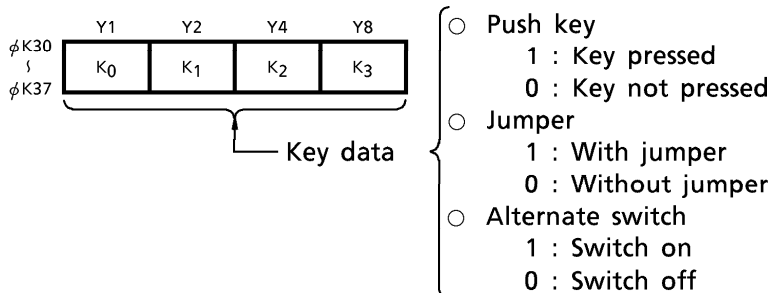 Y1 Y2 Y4 Y8
ϕK30
~
ϕK37
K0 K1 K2 K3
Key data
○ Push key
1 : Key pressed
0 : Key not pressed
○ Jumper
1 : With jumper
0 : Without jumper
○ Alternate switch
1 : Switch on
0 : Switch off